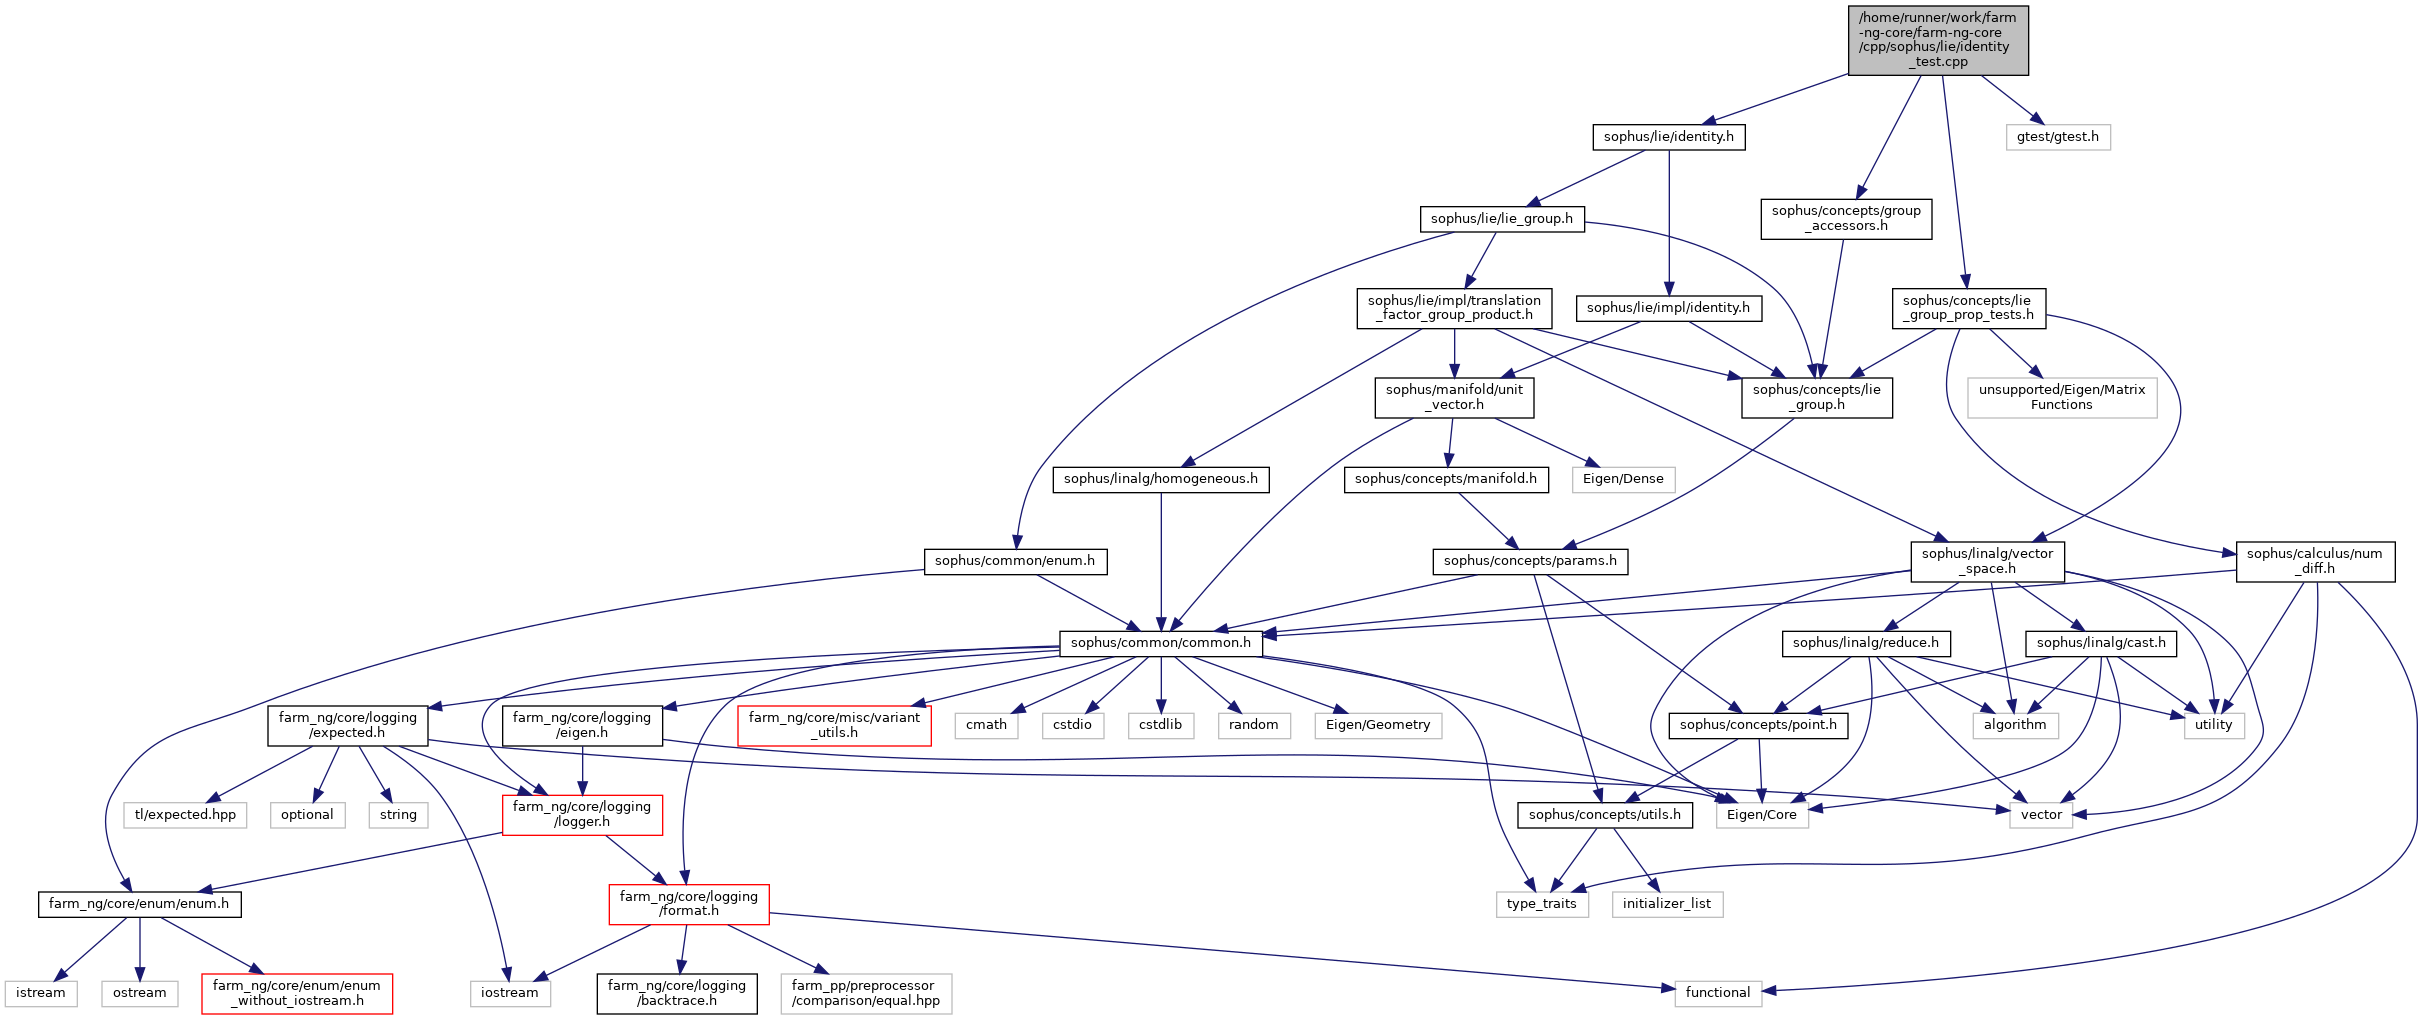 /home/runner/work/farm
-ng-core/farm-ng-core
/cpp/sophus/lie/identity
_test.cpp
sophus/lie/identity.h
gtest/gtest.h
sophus/lie/lie_group.h
sophus/concepts/group
_accessors.h
sophus/lie/impl/translation
_factor_group_product.h
sophus/lie/impl/identity.h
sophus/concepts/lie
_group_prop_tests.h
sophus/manifold/unit
_vector.h
sophus/concepts/lie
_group.h
unsupported/Eigen/Matrix
Functions
sophus/linalg/homogeneous.h
sophus/concepts/manifold.h
Eigen/Dense
sophus/common/enum.h
sophus/concepts/params.h
sophus/linalg/vector
_space.h
sophus/calculus/num
_diff.h
sophus/common/common.h
sophus/linalg/reduce.h
sophus/linalg/cast.h
farm_ng/core/logging
/expected.h
farm_ng/core/logging
/eigen.h
farm_ng/core/misc/variant
_utils.h
cmath
cstdio
cstdlib
random
Eigen/Geometry
sophus/concepts/point.h
algorithm
utility
tl/expected.hpp
optional
string
farm_ng/core/logging
/logger.h
sophus/concepts/utils.h
Eigen/Core
vector
farm_ng/core/enum/enum.h
farm_ng/core/logging
/format.h
type_traits
initializer_list
istream
ostream
farm_ng/core/enum/enum
_without_iostream.h
iostream
farm_ng/core/logging
/backtrace.h
farm_pp/preprocessor
/comparison/equal.hpp
functional